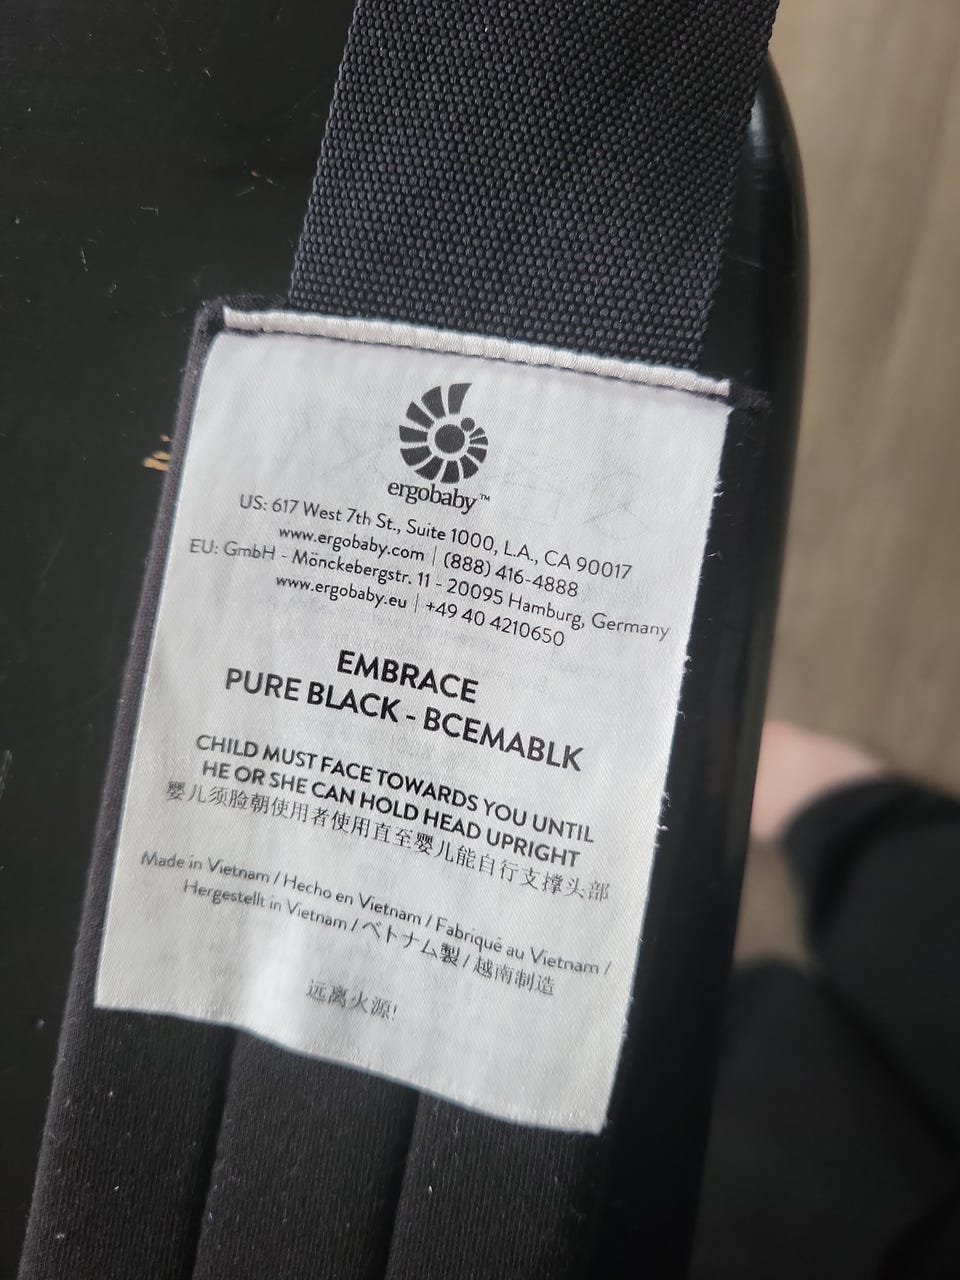 ergobaby™
US: 617 West 7th St., Suite 1000, L.A., CA 90017
www.ergobaby.com | (888) 416-4888
EU: GmbH - Mönckebergstr. 11 - 20095 Hamburg, Germany
www.ergobaby.eu | +49 40 4210650
EMBRACE
PURE BLACK - BCEMABLK
CHILD MUST FACE TOWARDS YOU UNTIL
HE OR SHE CAN HOLD HEAD UPRIGHT
婴儿须脸朝使用者使用直至婴儿能自行支撑头部
Made in Vietnam / Hecho en Vietnam / Fabriqué au Vietnam /
Hergestellt in Vietnam / ベトナム製 / 越南制造
远离火源!